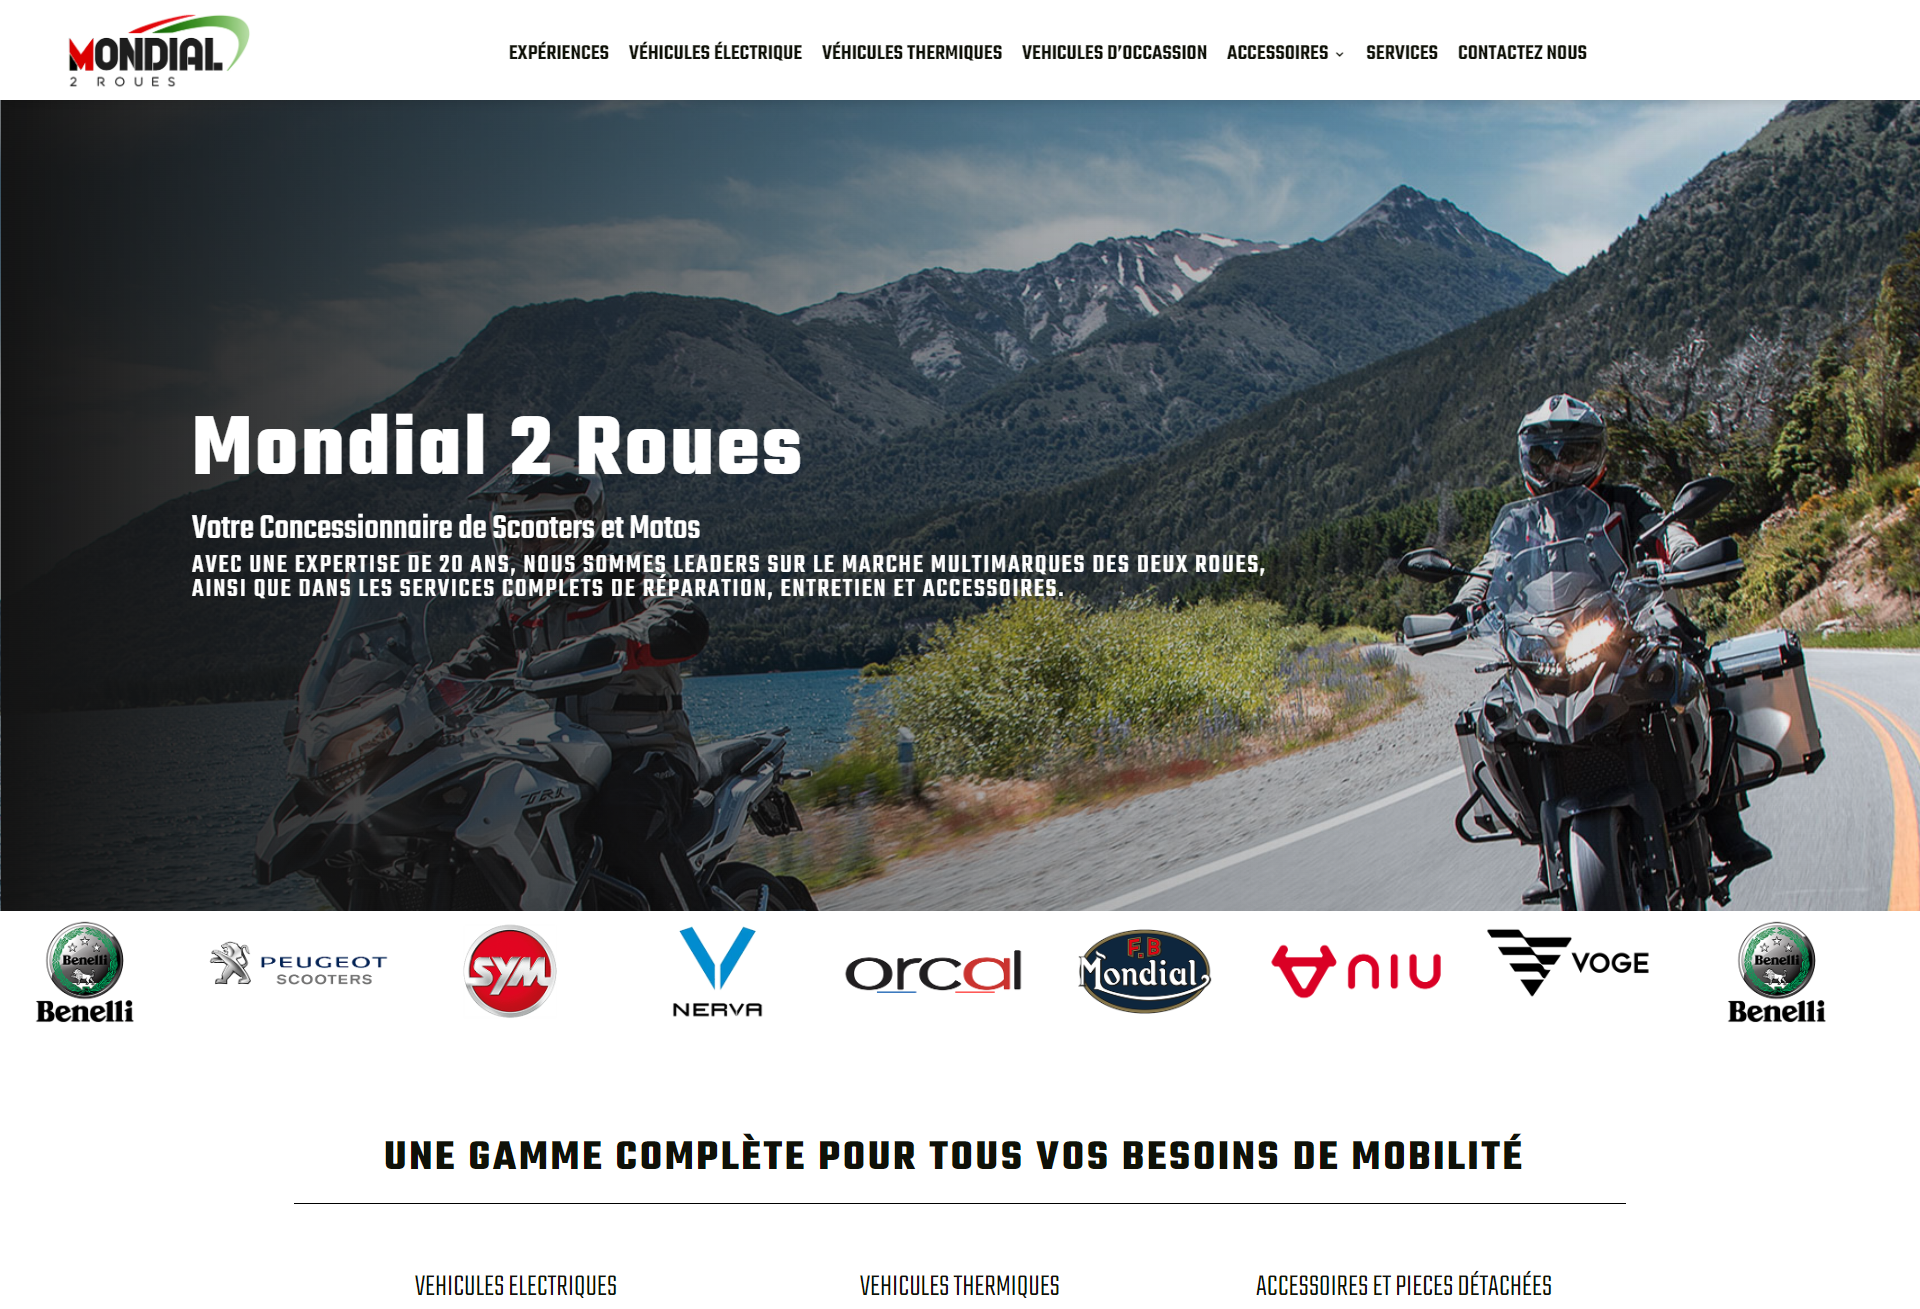 MONDIAL
2 ROUES
EXPÉRIENCES VÉHICULES ÉLECTRIQUE VÉHICULES THERMIQUES VEHICULES D'OCCASSION ACCESSOIRES SERVICES CONTACTEZ NOUS
Mondial 2 Roues
Votre Concessionnaire de Scooters et Motos
AVEC UNE EXPERTISE DE 20 ANS, NOUS SOMMES LEADERS SUR LE MARCHE MULTIMARQUES DES DEUX ROUES,
AINSI QUE DANS LES SERVICES COMPLETS DE RÉPARATION, ENTRETIEN ET ACCESSOIRES.
TRK
Benelli
Benelli
PEUGEOT
SCOOTERS
SYM
NERVA
orcal
F.B
Mondial
NIU
VOGE
Benelli
Benelli
UNE GAMME COMPLÈTE POUR TOUS VOS BESOINS DE MOBILITÉ
VEHICULES ELECTRIQUES VEHICULES THERMIQUES ACCESSOIRES ET PIECES DÉTACHÉES